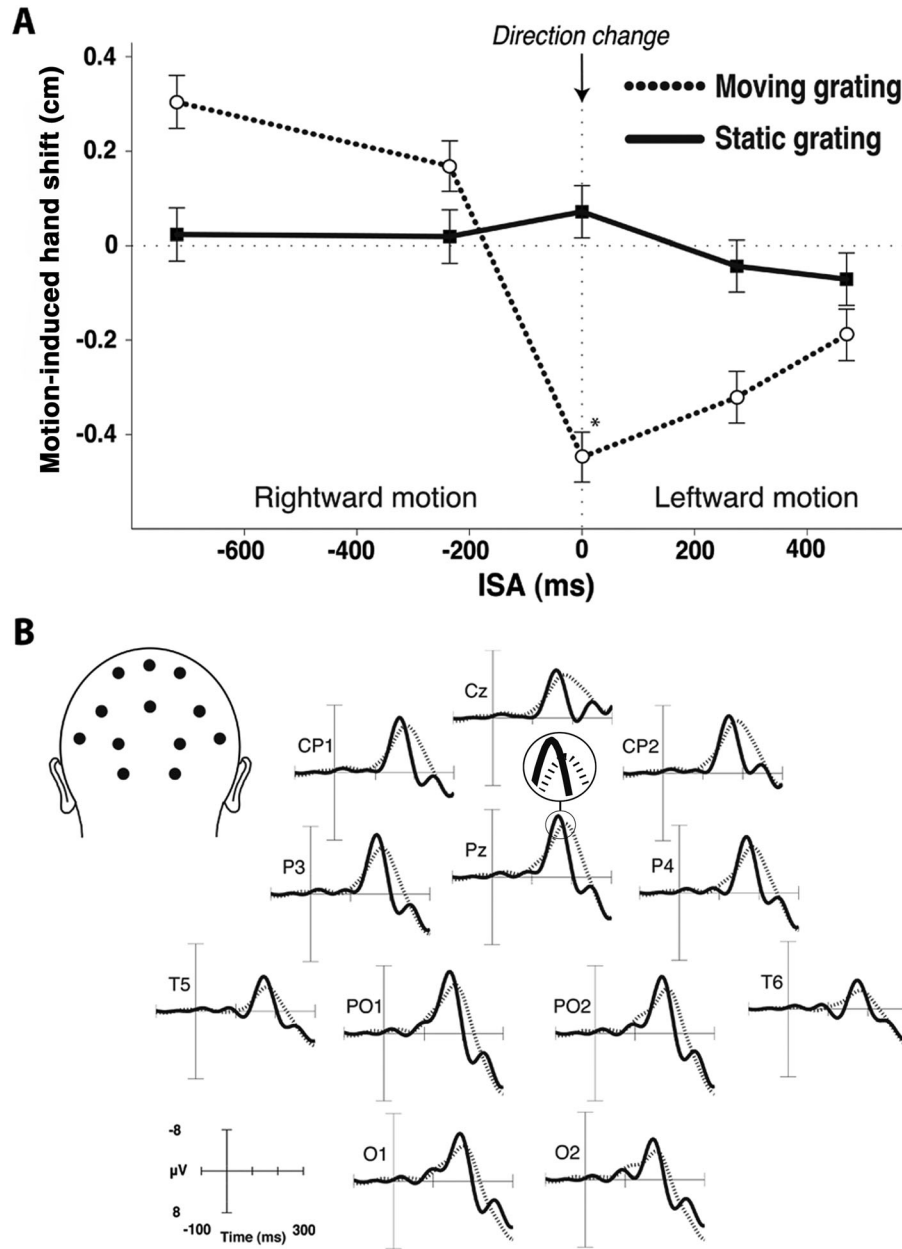 A
Direction change
Motion-induced hand shift (cm)
0.4
0.2
0
-0.2
-0.4
Moving grating
Static grating
*
Rightward motion
Leftward motion
-600
-400
-200
0
200
400
ISA (ms)
B
Cz
CP1
CP2
P3
Pz
P4
T5
PO1
PO2
T6
O1
O2
-8
µV
8
-100
Time (ms)
300